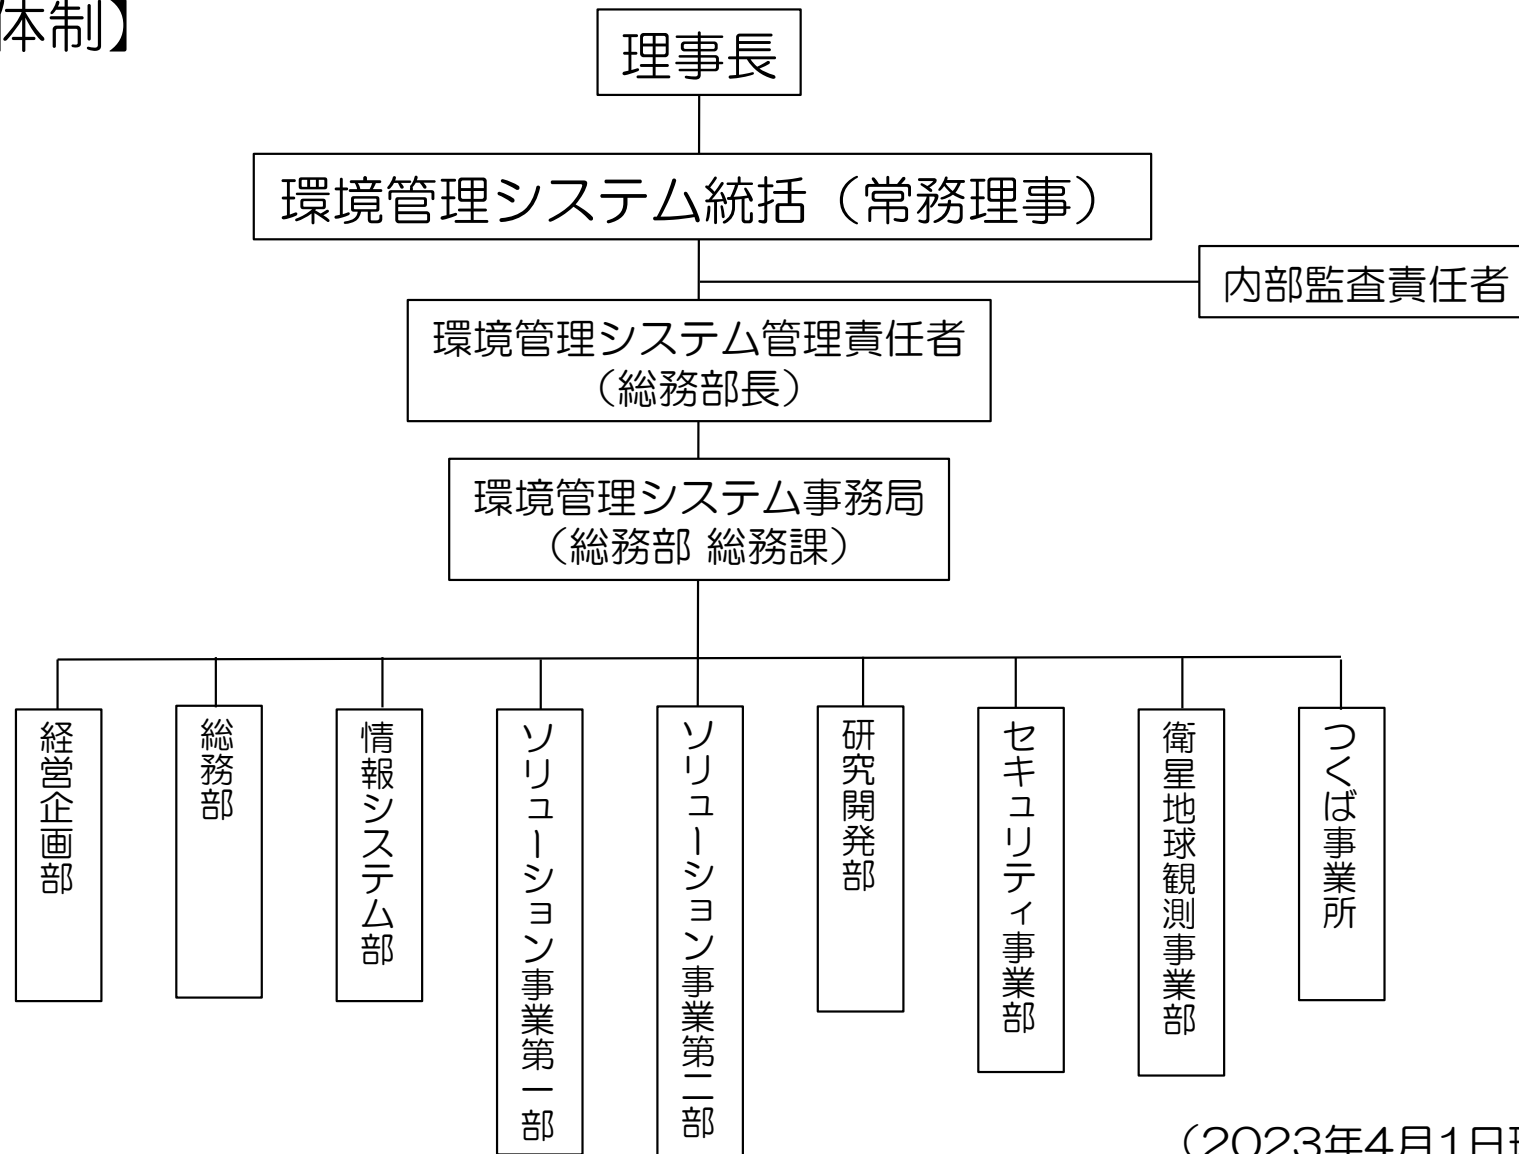 体制】
理事長
環境管理システム統括（常務理事）
内部監査責任者
環境管理システム管理責任者
（総務部長）
環境管理システム事務局
（総務部 総務課）
経営企画部
総務部
情報システム部
ソリューション事業第一部
ソリューション事業第二部
研究開発部
セキュリティ事業部
衛星地球観測事業部
つくば事業所
（2023年4月1日現